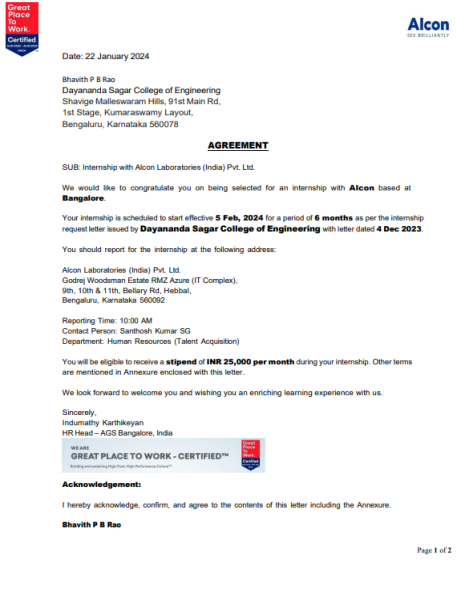 Great
Place
To
Work.
Certified
Alcon
SEE BRILLIANTLY
Date: 22 January 2024
Bhavith P B Rao
Dayananda Sagar College of Engineering
Shavige Malleswaram Hills, 91st Main Rd,
1st Stage, Kumaraswamy Layout,
Bengaluru, Karnataka 560078
AGREEMENT
SUB: Internship with Alcon Laboratories (India) Pvt. Ltd.
We would like to congratulate you on being selected for an internship with Alcon based at
Bangalore.
Your internship is scheduled to start effective 5 Feb, 2024 for a period of 6 months as per the internship
request letter issued by Dayananda Sagar College of Engineering with letter dated 4 Dec 2023.
You should report for the internship at the following address:
Alcon Laboratories (India) Pvt. Ltd.
Godrej Woodsman Estate RMZ Azure (IT Complex),
9th, 10th & 11th, Bellary Rd, Hebbal,
Bengaluru, Karnataka 560092
Reporting Time: 10:00 AM
Contact Person: Santhosh Kumar SG
Department: Human Resources (Talent Acquisition)
You will be eligible to receive a stipend of INR 25,000 per month during your internship. Other terms
are mentioned in Annexure enclosed with this letter.
We look forward to welcome you and wishing you an enriching learning experience with us.
Sincerely,
Indumathy Karthikeyan
HR Head – AGS Bangalore, India
WE ARE
GREAT PLACE TO WORK - CERTIFIED™
Building and sustaining High-Trust, High-Performance Culture™
Great
Place
To
Work.
Certified
Acknowledgement:
I hereby acknowledge, confirm, and agree to the contents of this letter including the Annexure.
Bhavith P B Rao
Page 1 of 2